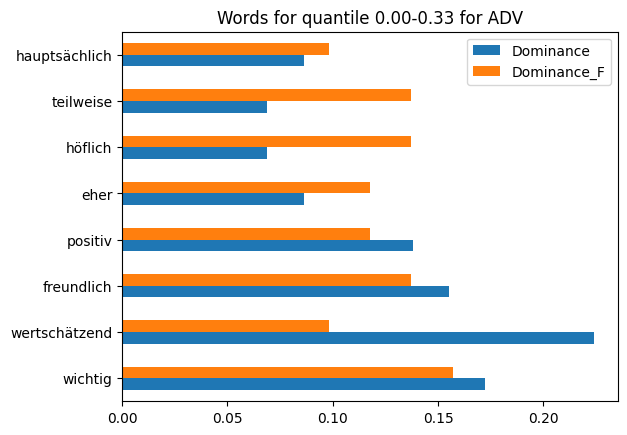 Words for quantile 0.00-0.33 for ADV
Dominance
Dominance_F
hauptsächlich
teilweise
höflich
eher
positiv
freundlich
wertschätzend
wichtig
0.00 0.05 0.10 0.15 0.20